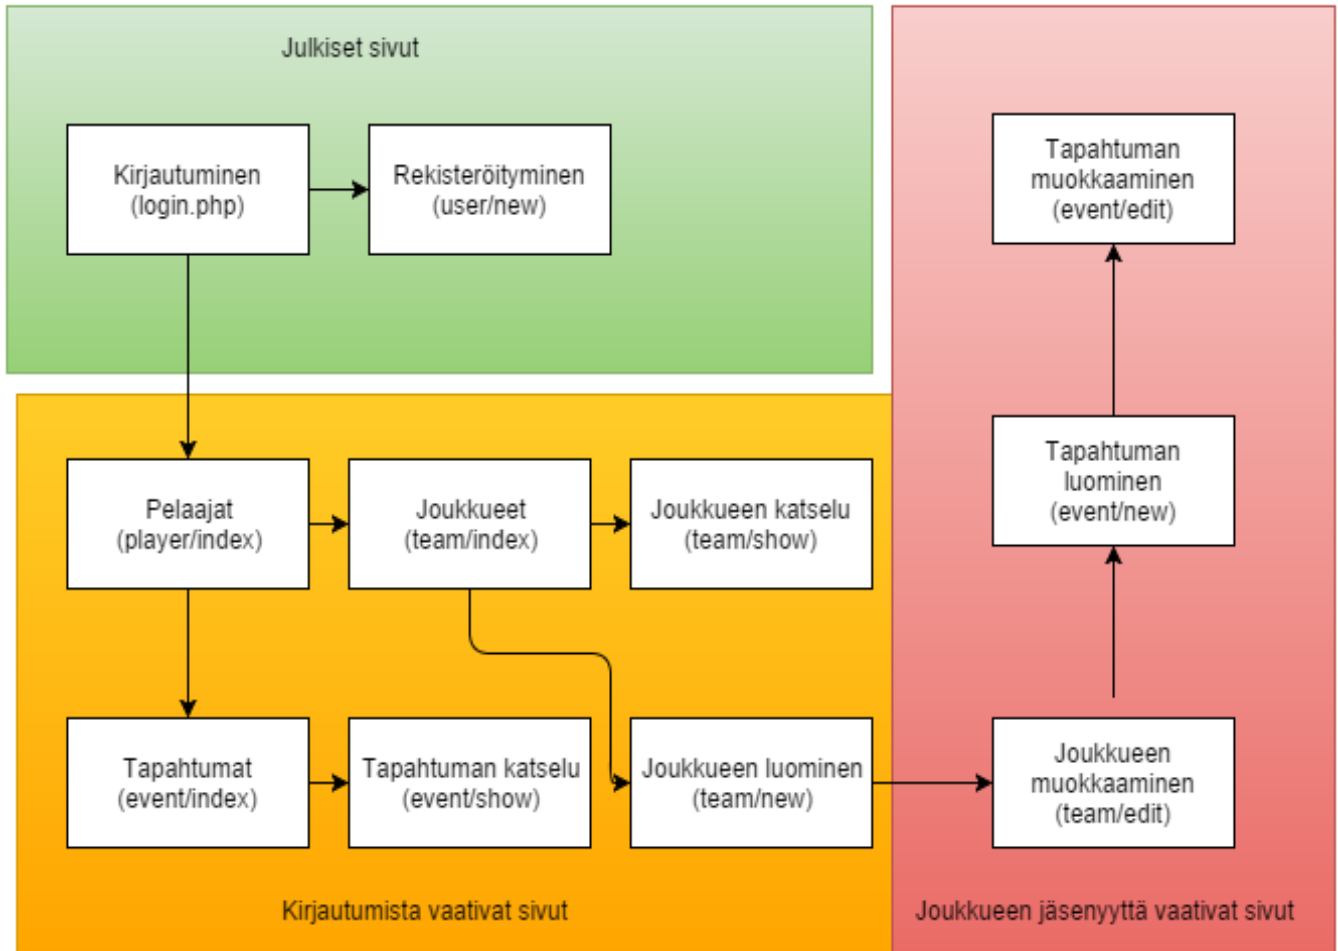 Julkiset sivut
Kirjautuminen
(login.php)
Rekisteröityminen
(user/new)
Pelaajat
(player/index)
Joukkueet
(team/index)
Joukkueen katselu
(team/show)
Tapahtumat
(event/index)
Tapahtuman katselu
(event/show)
Joukkueen luominen
(team/new)
Kirjautumista vaativat sivut
Tapahtuman
muokkaaminen
(event/edit)
Tapahtuman
luominen
(event/new)
Joukkueen
muokkaaminen
(team/edit)
Joukkueen jäsenyyttä vaativat sivut